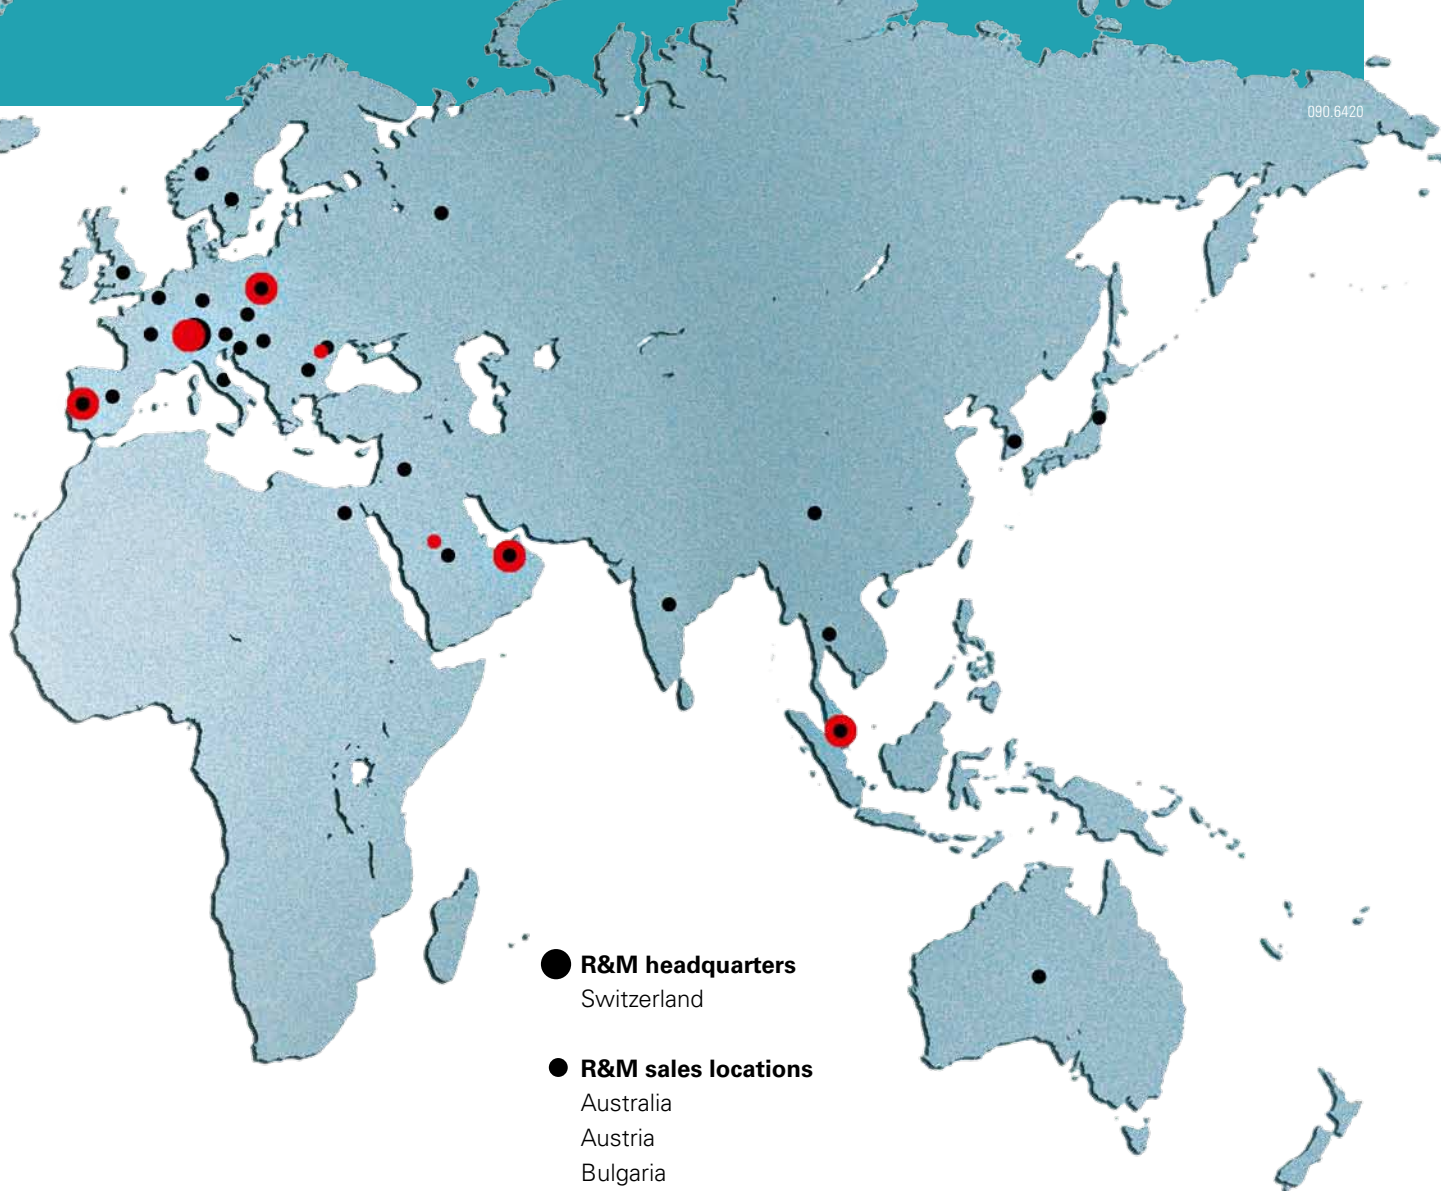 090.6420
R&M headquarters
Switzerland
R&M sales locations
Australia
Austria
Bulgaria